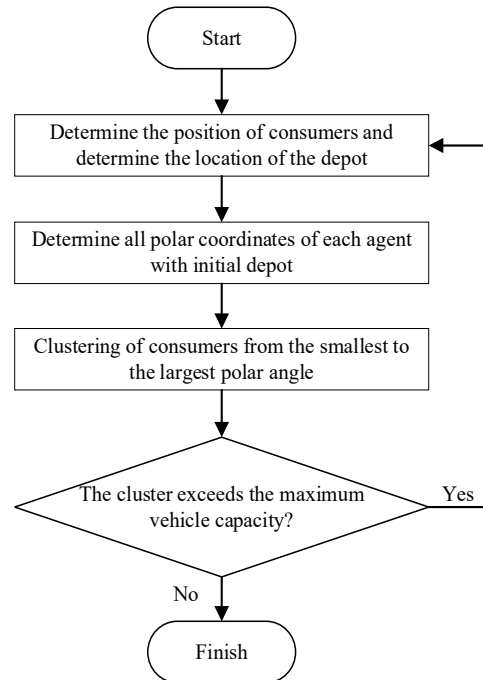 Start
Determine the position of consumers and
determine the location of the depot
Determine all polar coordinates of each agent
with initial depot
Clustering of consumers from the smallest to
the largest polar angle
The cluster exceeds the maximum
vehicle capacity?
Yes
No
Finish